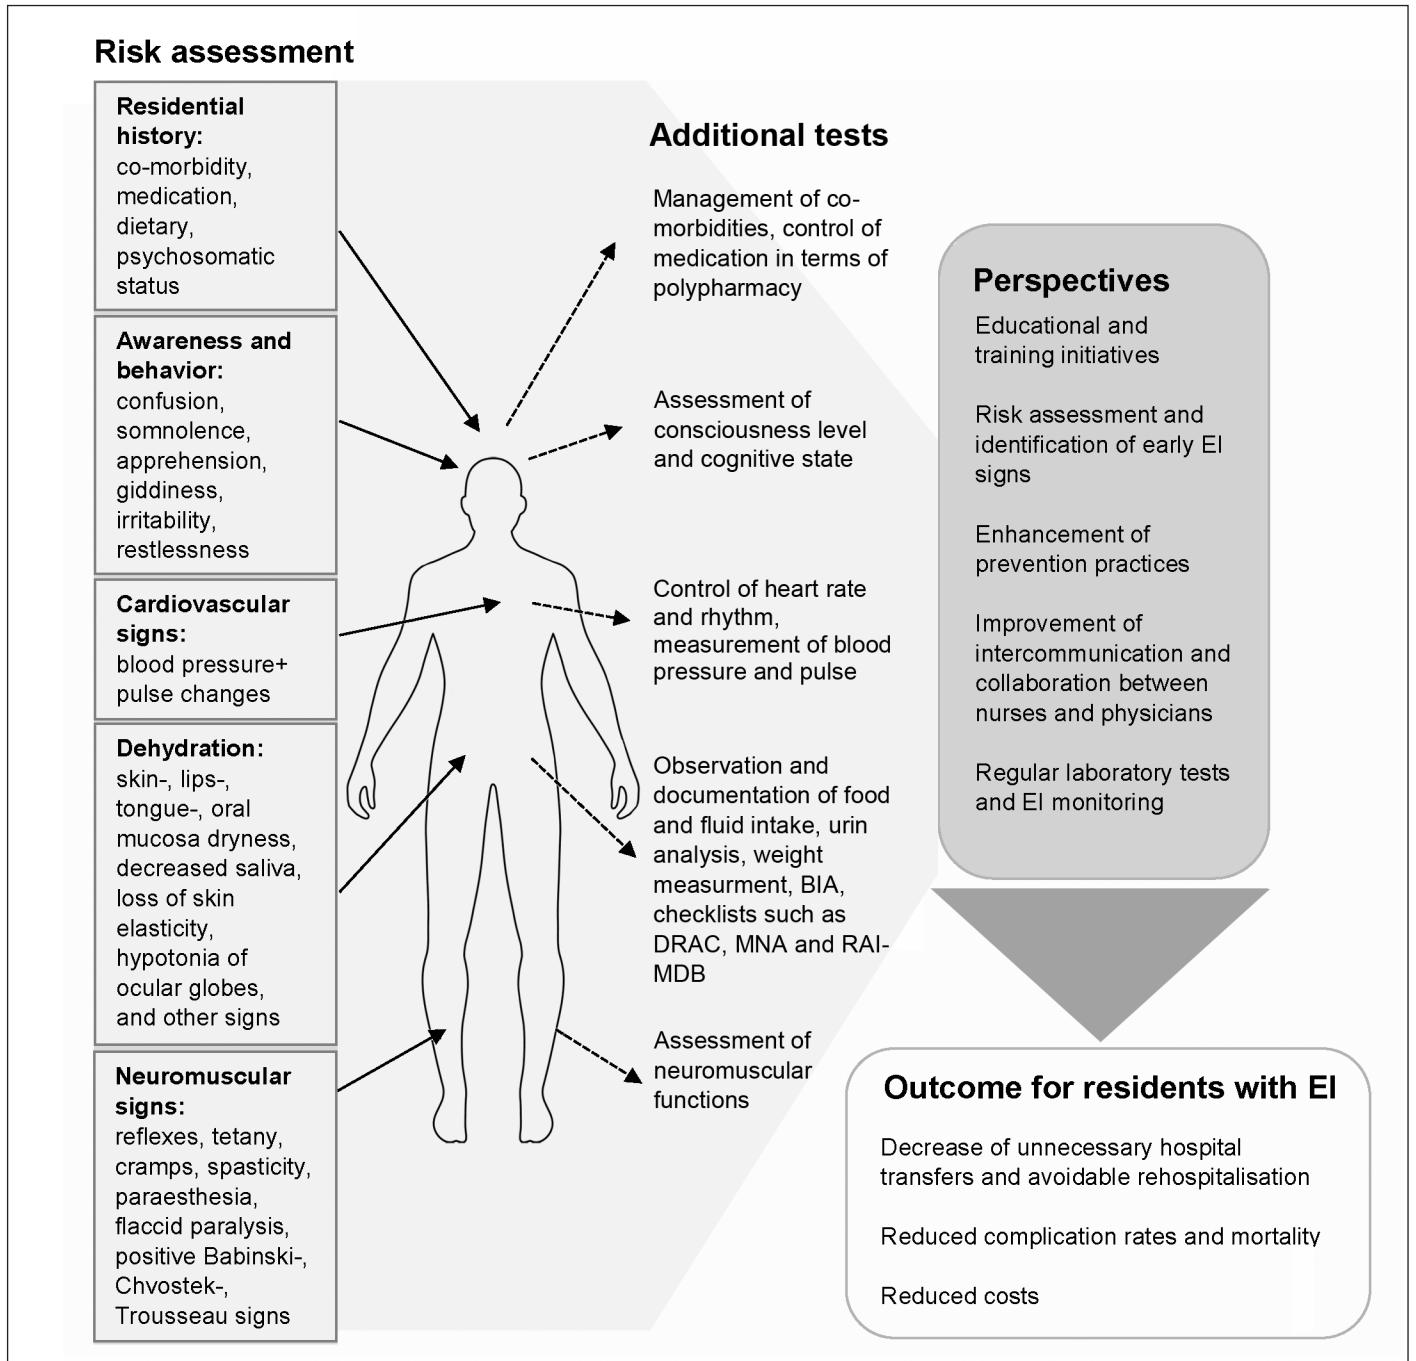 Risk assessment
Residential
history:
co-morbidity,
medication,
dietary,
psychosomatic
status
Awareness and
behavior:
confusion,
somnolence,
apprehension,
giddiness,
irritability,
restlessness
Cardiovascular
signs:
blood pressure+
pulse changes
Dehydration:
skin-, lips-,
tongue-, oral
mucosa dryness,
decreased saliva,
loss of skin
elasticity,
hypotonia of
ocular globes,
and other signs
Neuromuscular
signs:
reflexes, tetany,
cramps, spasticity,
paraesthesia,
flaccid paralysis,
positive Babinski-,
Chvostek-,
Trousseau signs
Additional tests
Management of co-
morbidities, control of
medication in terms of
polypharmacy
Assessment of
consciousness level
and cognitive state
Control of heart rate
and rhythm,
measurement of blood
pressure and pulse
Observation and
documentation of food
and fluid intake, urin
analysis, weight
measurment, BIA,
checklists such as
DRAC, MNA and RAI-
MDB
Assessment of
neuromuscular
functions
Perspectives
Educational and
training initiatives
Risk assessment and
identification of early EI
signs
Enhancement of
prevention practices
Improvement of
intercommunication and
collaboration between
nurses and physicians
Regular laboratory tests
and EI monitoring
Outcome for residents with EI
Decrease of unnecessary hospital
transfers and avoidable rehospitalisation
Reduced complication rates and mortality
Reduced costs